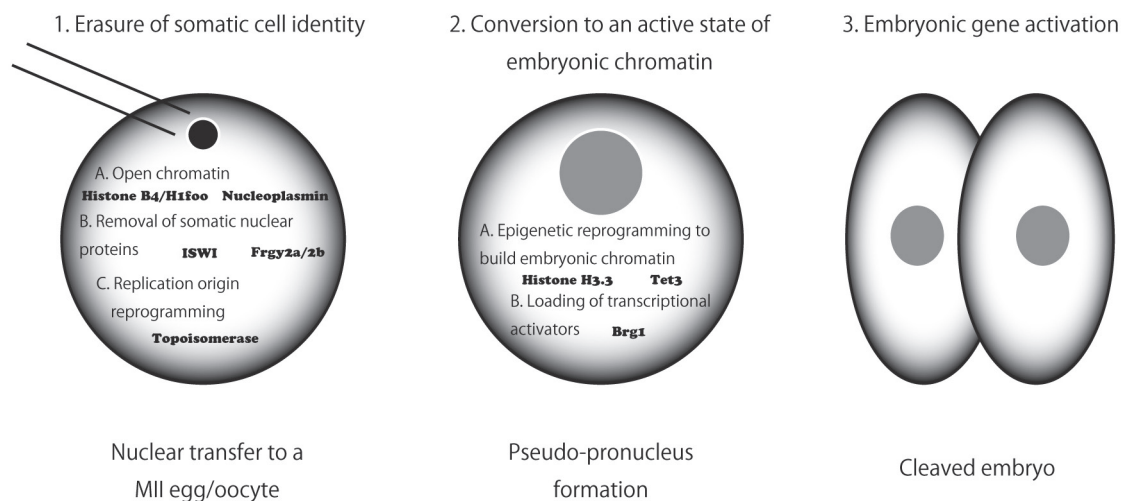 1. Erasure of somatic cell identity
2. Conversion to an active state of
embryonic chromatin
3. Embryonic gene activation
A. Open chromatin
Histone B4/H1foo Nucleoplasmin
B. Removal of somatic nuclear
proteins ISWI Frgy2a/2b
C. Replication origin
reprogramming
Topoisomerase
A. Epigenetic reprogramming to
build embryonic chromatin
Histone H3.3 Tet3
B. Loading of transcriptional
activators Brg1
Nuclear transfer to a
MII egg/oocyte
Pseudo-pronucleus
formation
Cleaved embryo